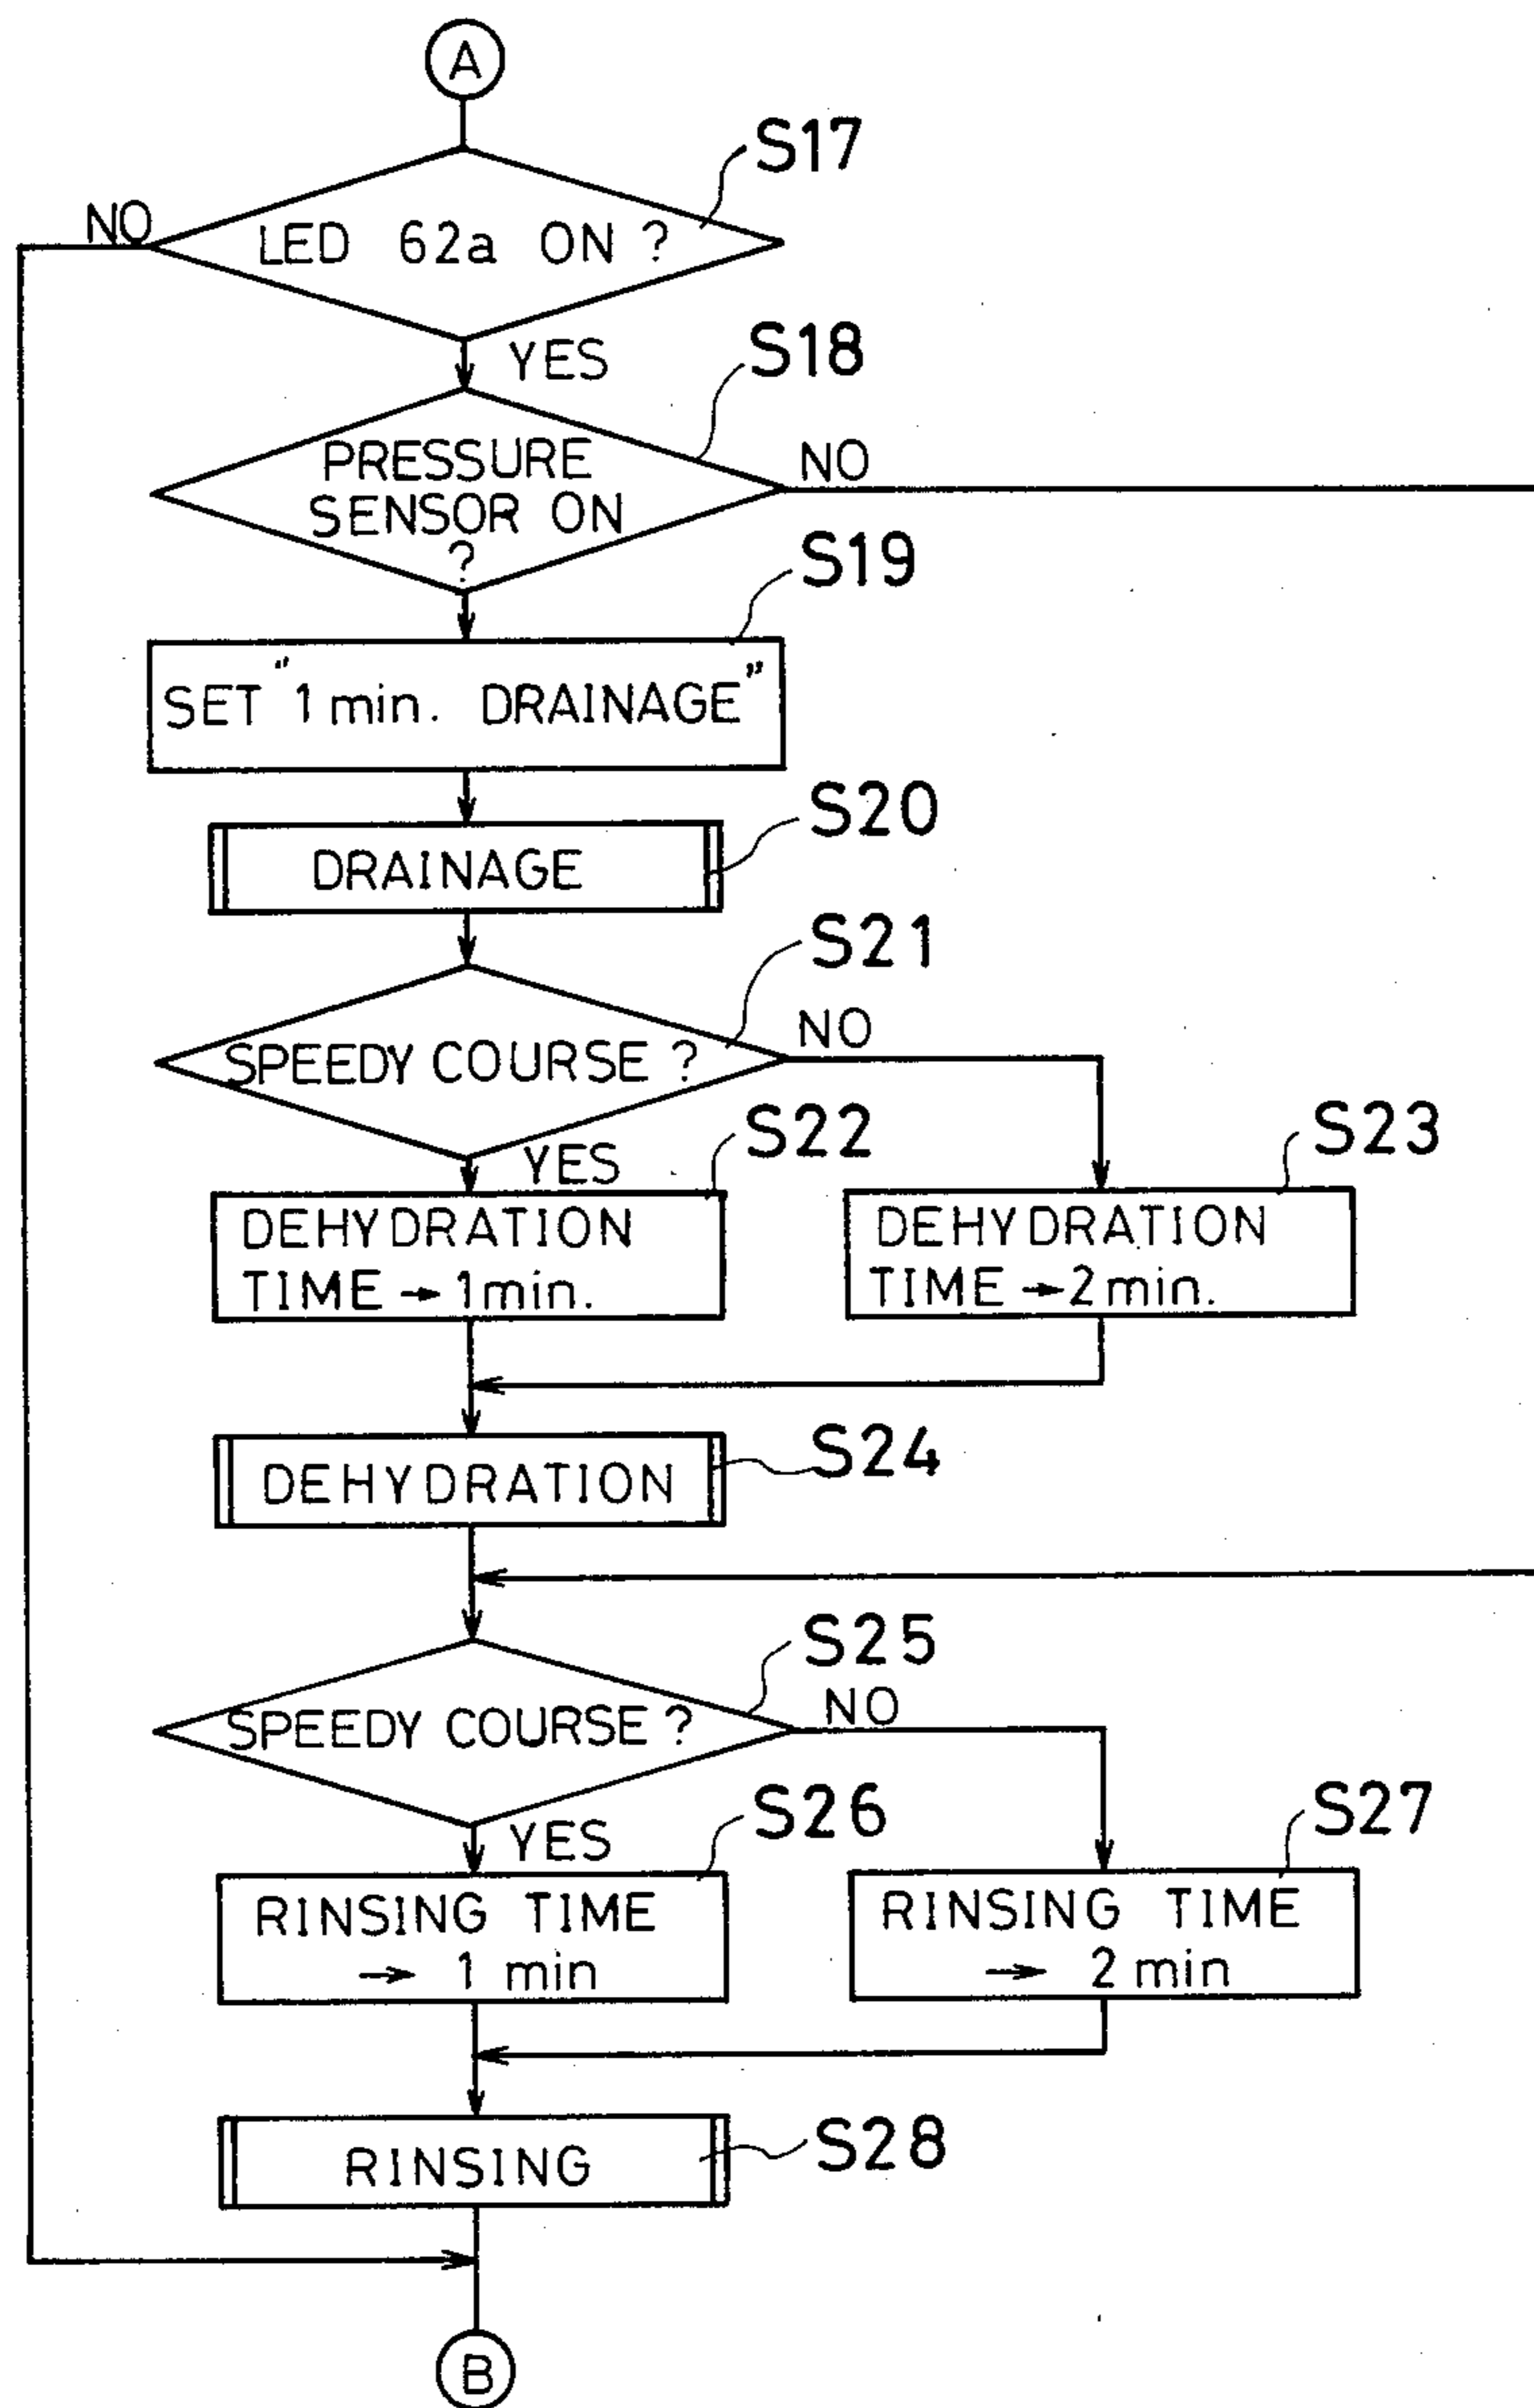 A
S17
NO
LED 62a ON ?
YES
S18
PRESSURE
SENSOR ON
?
NO
S19
SET "1 min. DRAINAGE"
S20
DRAINAGE
S21
SPEEDY COURSE ?
NO
YES
S22
S23
DEHYDRATION
TIME → 1 min.
DEHYDRATION
TIME → 2 min.
S24
DEHYDRATION
S25
SPEEDY COURSE ?
NO
YES
S26
S27
RINSING TIME
→ 1 min
RINSING TIME
→ 2 min
S28
RINSING
B